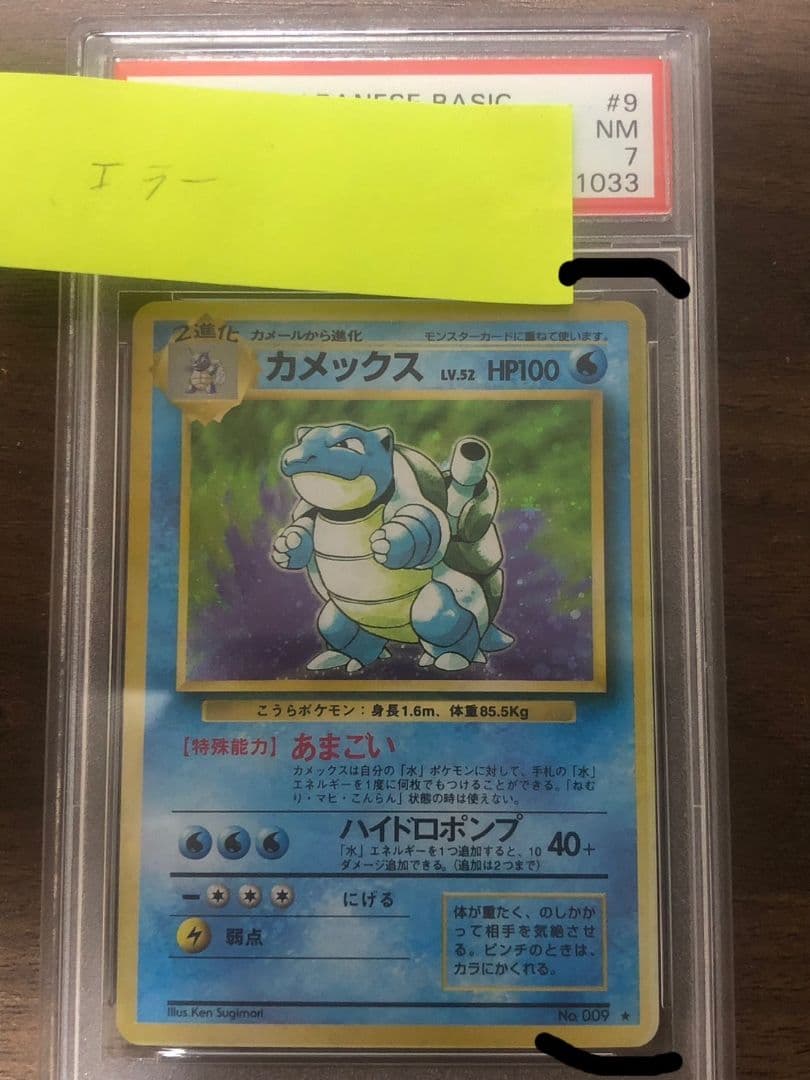 #9
BASIC
NM
7
1033
エラー
2進化 カメールから進化 モンスターカードに重ねて使います。
カメックス LV.52 HP100
こうらポケモン：身長1.6m、体重85.5Kg
【特殊能力】 あまごい
カメックスは自分の「水」ポケモンに対して、手札の「水」
エネルギーを1度に何枚でもつけることができる。「ねむ
り・マヒ・こんらん」状態の時は使えない。
ハイドロポンプ
「水」エネルギーを1つ追加すると、10
ダメージ追加できる。（追加は2つまで）
40+
にげる
弱点
体が重たく、のしかか
って相手を気絶させ
る。ピンチのときは、
カラにかくれる。
Illus. Ken Sugimori
No. 009 ★